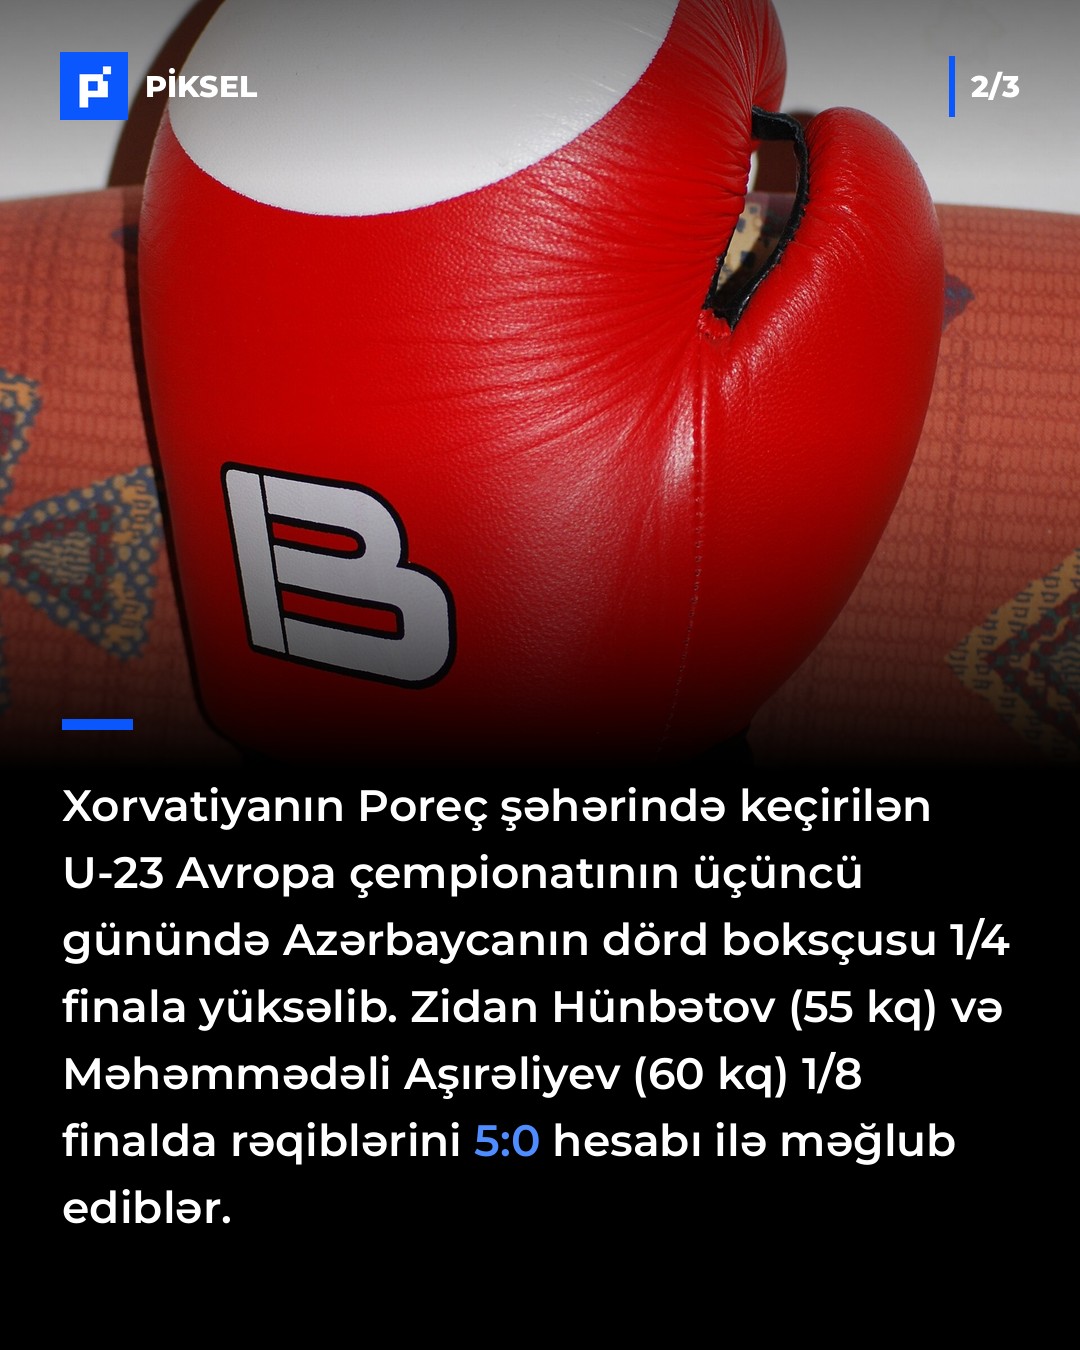 PİKSEL
2/3
B
Xorvatiyanın Poreç şəhərində keçirilən
U-23 Avropa çempionatının üçüncü
günündə Azərbaycanın dörd boksçusu 1/4
finala yüksəlib. Zidan Hünbətov (55 kq) və
Məhəmmədəli Aşırəliyev (60 kq) 1/8
finalda rəqiblərini 5:0 hesabı ilə məğlub
ediblər.